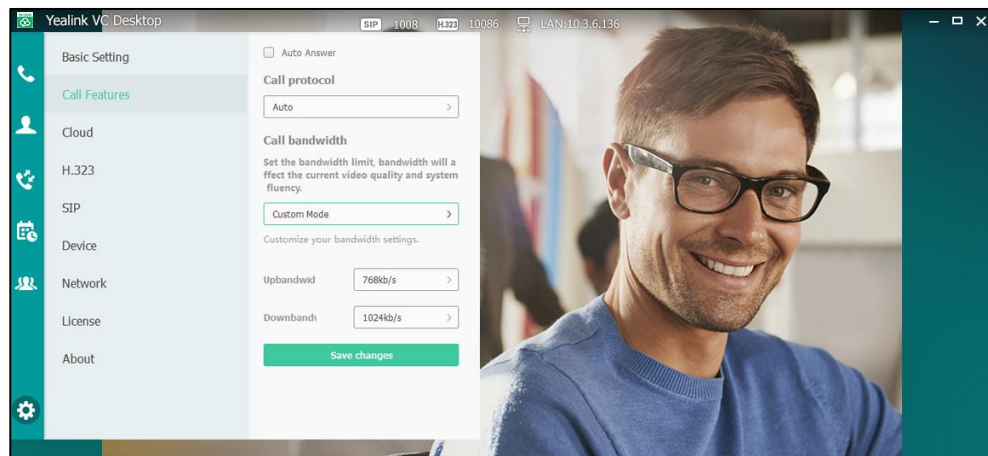 Yealink VC Desktop
SIP 1008 H.323 10086 LAN:10.3.6.136
Basic Setting
Call Features
Cloud
H.323
SIP
Device
Network
License
About
Auto Answer
Call protocol
Auto
Call bandwidth
Set the bandwidth limit, bandwidth will a
ffect the current video quality and system
fluency.
Custom Mode
Customize your bandwidth settings.
Upbandwid
768kb/s
Downbandv
1024kb/s
Save changes